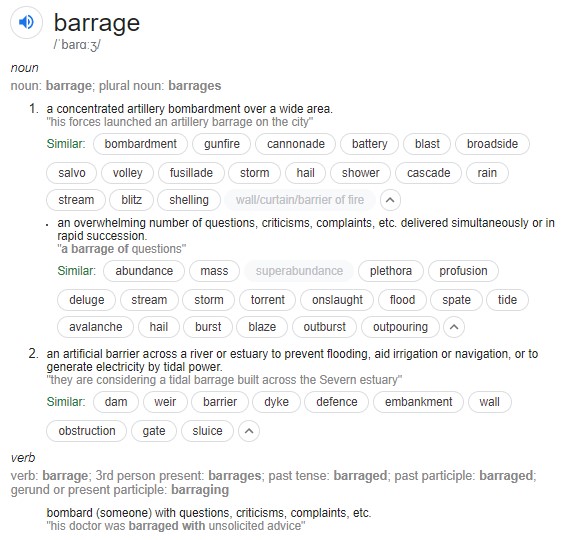 barrage
/ˈbarɑːʒ/
noun
noun: barrage; plural noun: barrages
1. a concentrated artillery bombardment over a wide area.
"his forces launched an artillery barrage on the city"
Similar: bombardment gunfire cannonade battery blast broadside
salvo volley fusillade storm hail shower cascade rain
stream blitz shelling wall/curtain/barrier of fire
• an overwhelming number of questions, criticisms, complaints, etc. delivered simultaneously or in
rapid succession.
"a barrage of questions"
Similar: abundance mass superabundance plethora profusion
deluge stream storm torrent onslaught flood spate tide
avalanche hail burst blaze outburst outpouring
2. an artificial barrier across a river or estuary to prevent flooding, aid irrigation or navigation, or to
generate electricity by tidal power.
"they are considering a tidal barrage built across the Severn estuary"
Similar: dam weir barrier dyke defence embankment wall
obstruction gate sluice
verb
verb: barrage; 3rd person present: barrages; past tense: barraged; past participle: barraged;
gerund or present participle: barraging
bombard (someone) with questions, criticisms, complaints, etc.
"his doctor was barraged with unsolicited advice"